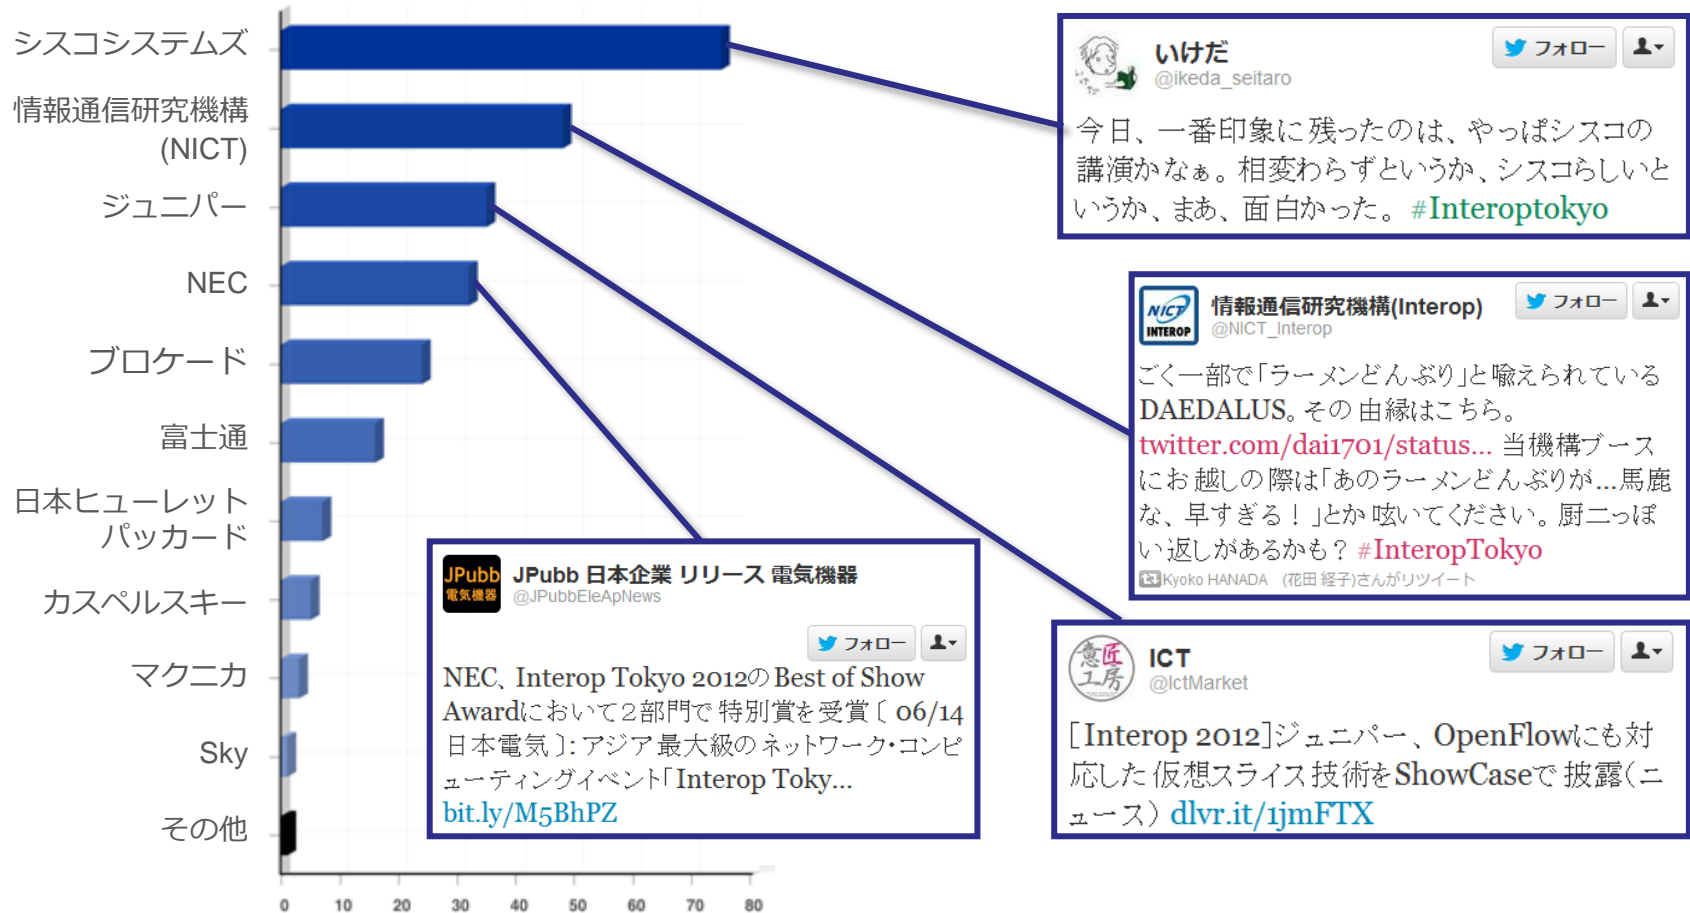 シスコシステムズ
情報通信研究機構
(NICT)
ジュニパー
NEC
ブロケード
富士通
日本ヒューレット
パッカード
カスペルスキー
マクニカ
Sky
その他
0 10 20 30 40 50 60 70 80
いけだ
@ikeda_seitaro
フォロー
今日、一番印象に残ったのは、やっぱシスコの
講演かなぁ。相変わらずというか、シスコらしいと
いうか、まあ、面白かった。 #Interoptokyo
NICT
INTEROP
情報通信研究機構(Interop)
@NICT_Interop
フォロー
ごく一部で「ラーメンどんぶり」と喩えられている
DAEDALUS。その由縁はこちら。
twitter.com/dai1701/status... 当機構ブース
にお越しの際は「あのラーメンどんぶりが...馬鹿
な、早すぎる！」とか呟いてください。厨二っぽ
い返しがあるかも？ #InteropTokyo
Kyoko HANADA (花田 経子)さんがリツイート
JPubb
電気機器
JPubb 日本企業 リリース 電気機器
@JPubbEleApNews
フォロー
NEC、Interop Tokyo 2012のBest of Show
Awardにおいて２部門で特別賞を受賞〔 06/14
日本電気 〕: アジア最大級のネットワーク・コンピ
ューティングイベント「Interop Toky...
bit.ly/M5BhPZ
意匠
工房
ICT
@IctMarket
フォロー
[Interop 2012]ジュニパー、OpenFlowにも対
応した仮想スライス技術をShowCaseで披露（ニ
ュース） dlvr.it/1jmFTX